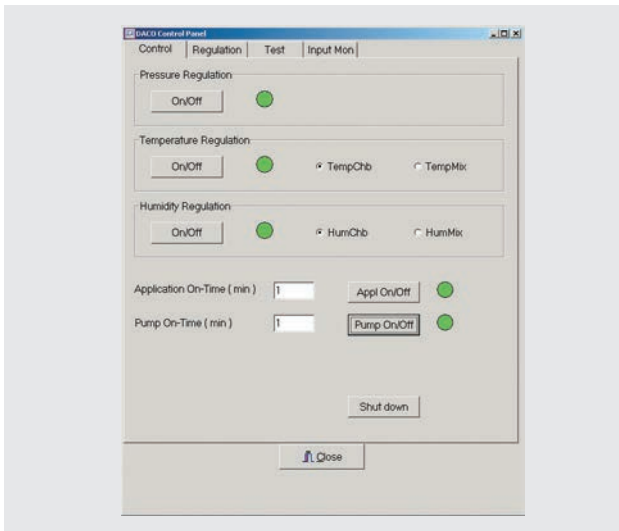 DACO Control Panel
Control Regulation Test Input Mon
Pressure Regulation
On/Off
Temperature Regulation
On/Off TempChb TempMix
Humidity Regulation
On/Off HumChb HumMix
Application On-Time ( min ) 1 Appl On/Off
Pump On-Time ( min ) 1 Pump On/Off
Shut down
Close